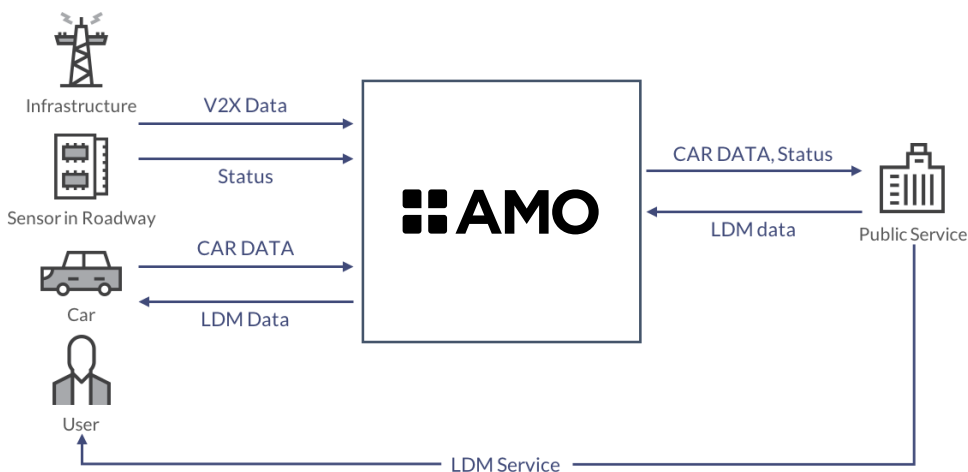 Infrastructure
V2X Data
Status
Sensor in Roadway
CAR DATA
LDM Data
Car
User
AMO
CAR DATA, Status
LDM data
Public Service
LDM Service